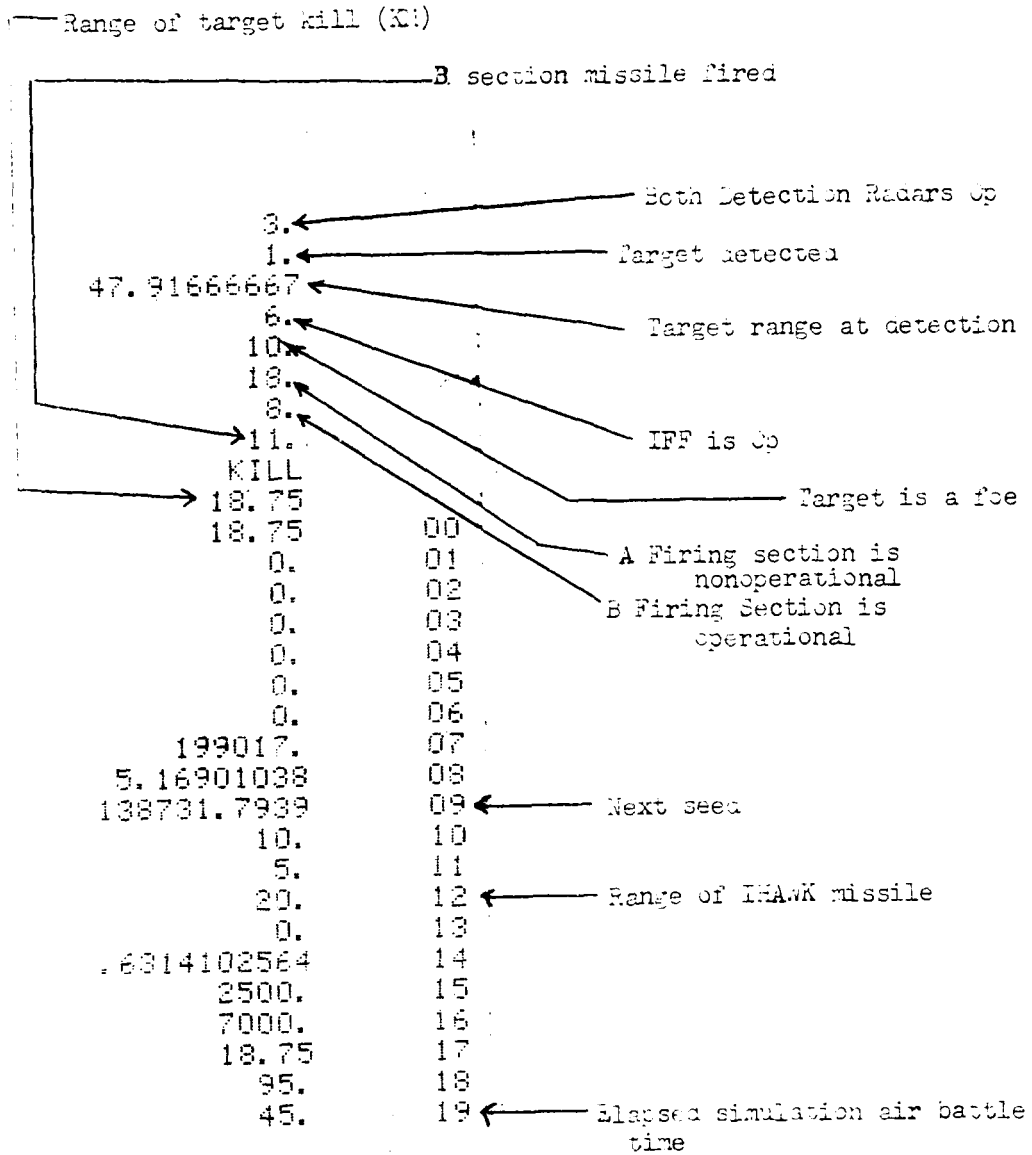 Range of target kill (KM)
B section missile fired
3. Both Detection Radars Op
1. Target detected
47.91666667 Target range at detection
6. IFF is Op
10. Target is a foe
18. A Firing section is nonoperational
8. B Firing Section is operational
11.
KILL
18.75
18.75 00
0. 01
0. 02
0. 03
0. 04
0. 05
0. 06
199017. 07
5.16901038 08
138731.7939 09 Next seed
10. 10
5. 11
20. 12 Range of IHAWK missile
0. 13
.6314102564 14
2500. 15
7000. 16
18.75 17
95. 18
45. 19 Elapsed simulation air battle time